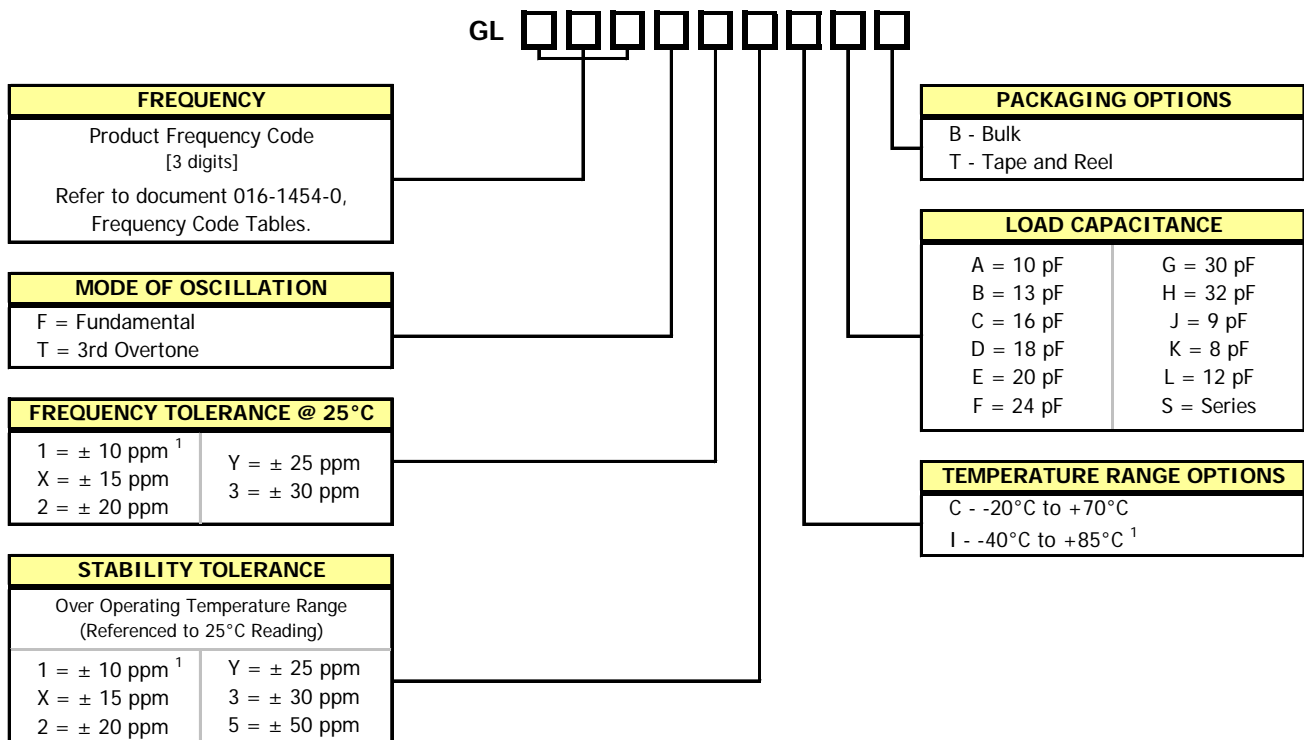 GL
FREQUENCY
Product Frequency Code
[3 digits]
Refer to document 016-1454-0,
Frequency Code Tables.
MODE OF OSCILLATION
F = Fundamental
T = 3rd Overtone
FREQUENCY TOLERANCE @ 25°C
1 = ± 10 ppm 1
X = ± 15 ppm
2 = ± 20 ppm
Y = ± 25 ppm
3 = ± 30 ppm
STABILITY TOLERANCE
Over Operating Temperature Range
(Referenced to 25°C Reading)
1 = ± 10 ppm 1
X = ± 15 ppm
2 = ± 20 ppm
Y = ± 25 ppm
3 = ± 30 ppm
5 = ± 50 ppm
PACKAGING OPTIONS
B - Bulk
T - Tape and Reel
LOAD CAPACITANCE
A = 10 pF
B = 13 pF
C = 16 pF
D = 18 pF
E = 20 pF
F = 24 pF
G = 30 pF
H = 32 pF
J = 9 pF
K = 8 pF
L = 12 pF
S = Series
TEMPERATURE RANGE OPTIONS
C - -20°C to +70°C
I - -40°C to +85°C 1